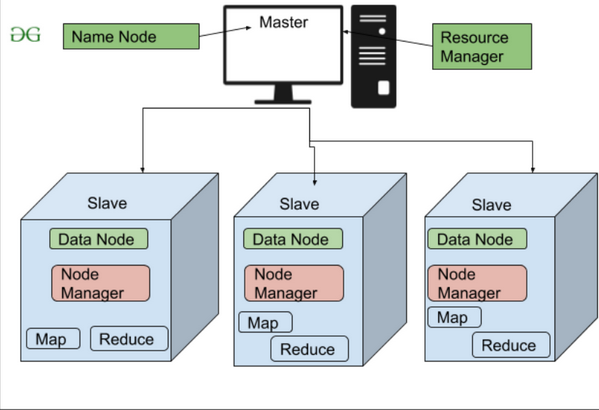 Name Node
Master
Resource
Manager
Slave
Data Node
Node
Manager
Map
Reduce
Slave
Data Node
Node
Manager
Map
Reduce
Slave
Data Node
Node
Manager
Map
Reduce